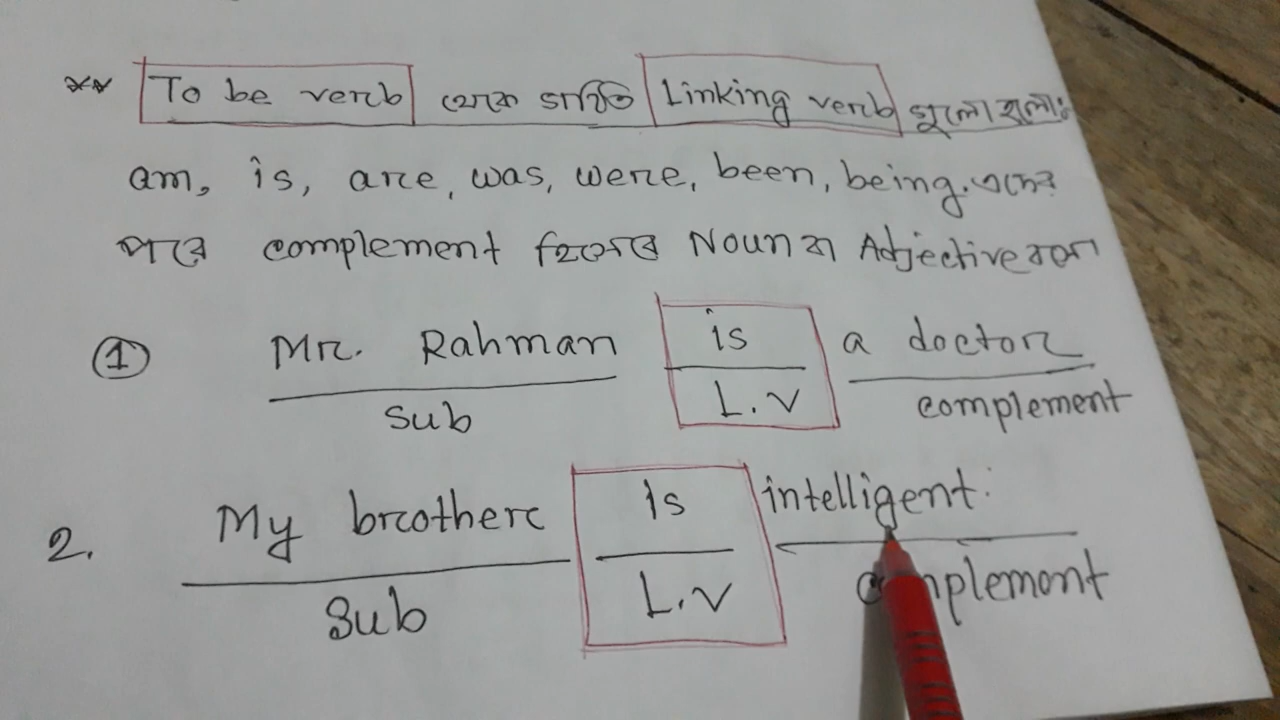 ** To be verb থেকে আগত Linking verb গুলো হলো:
am, is, are, was, were, been, being. এদের
পরে complement হিসেবে Noun বা Adjective বসে
① Mr. Rahman is a doctor
Sub L.V complement
2. My brother is intelligent.
Sub L.V complement